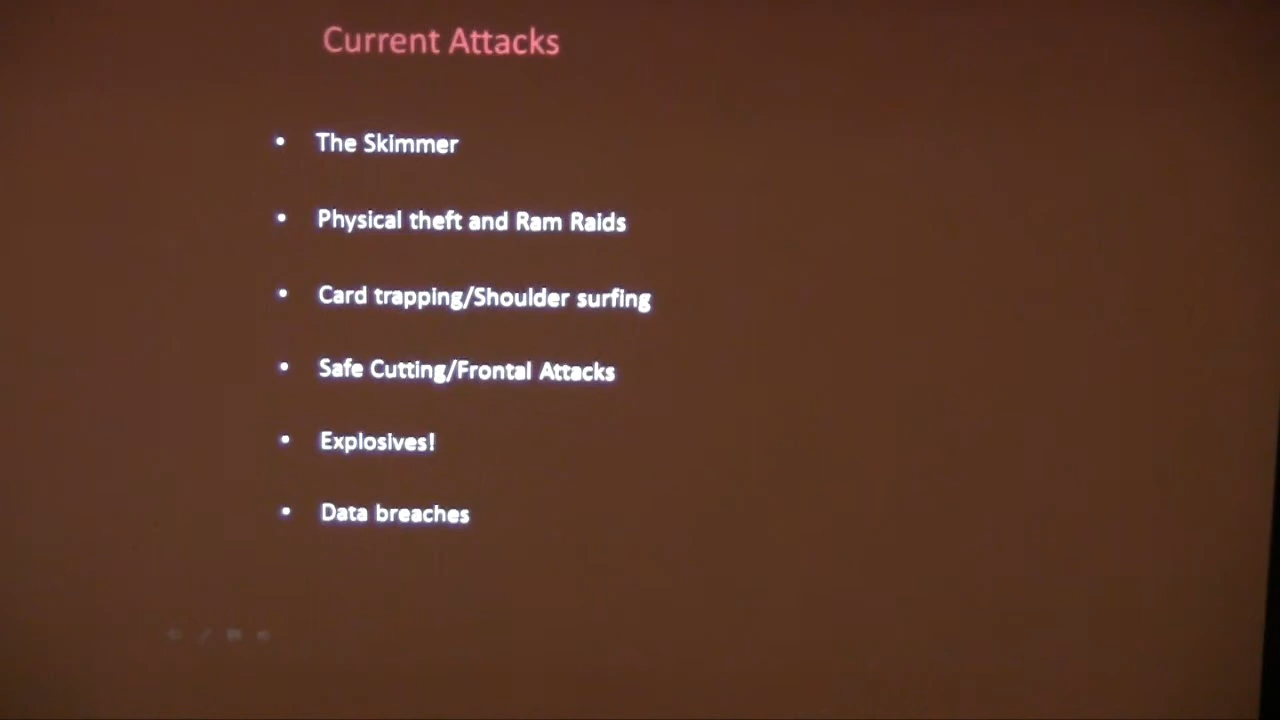 Current Attacks
• The Skimmer
• Physical theft and Ram Raids
• Card trapping/Shoulder surfing
• Safe Cutting/Frontal Attacks
• Explosives!
• Data breaches